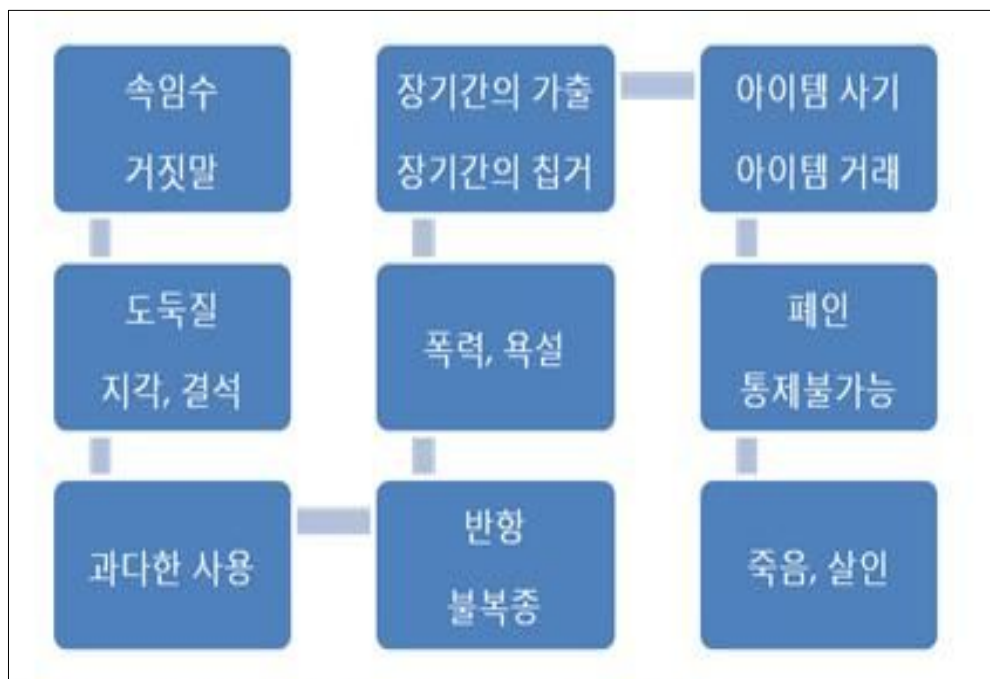 속임수
거짓말
도둑질
지각, 결석
과다한 사용
반항
불복종
폭력, 욕설
장기간의 가출
장기간의 칩거
아이템 사기
아이템 거래
폐인
통제불가능
죽음, 살인